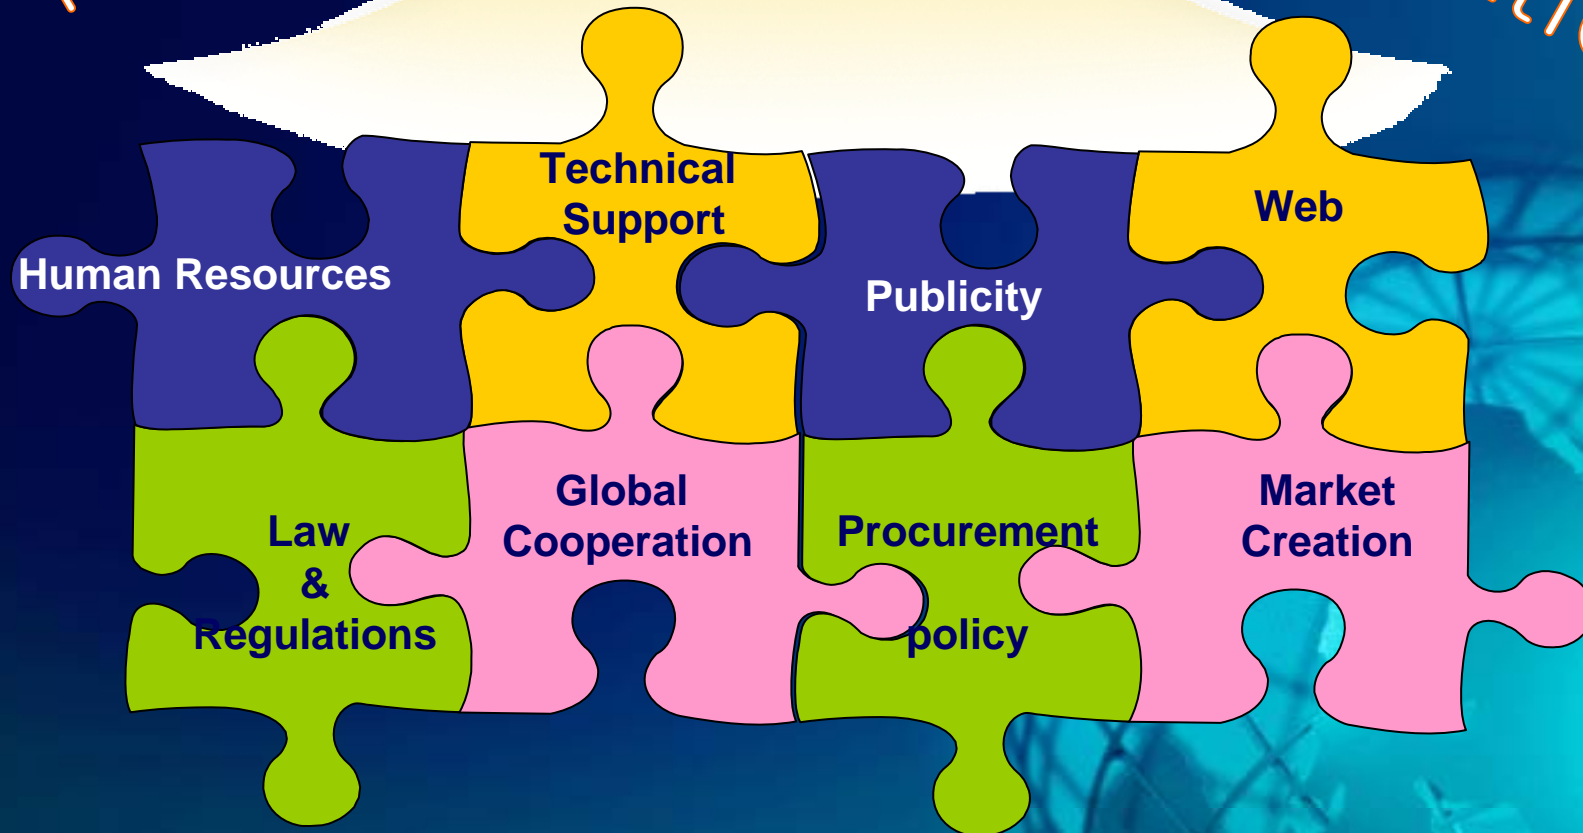 Technical
Support
Web
Human Resources
Publicity
Law
&
Regulations
Global
Cooperation
Procurement
policy
Market
Creation